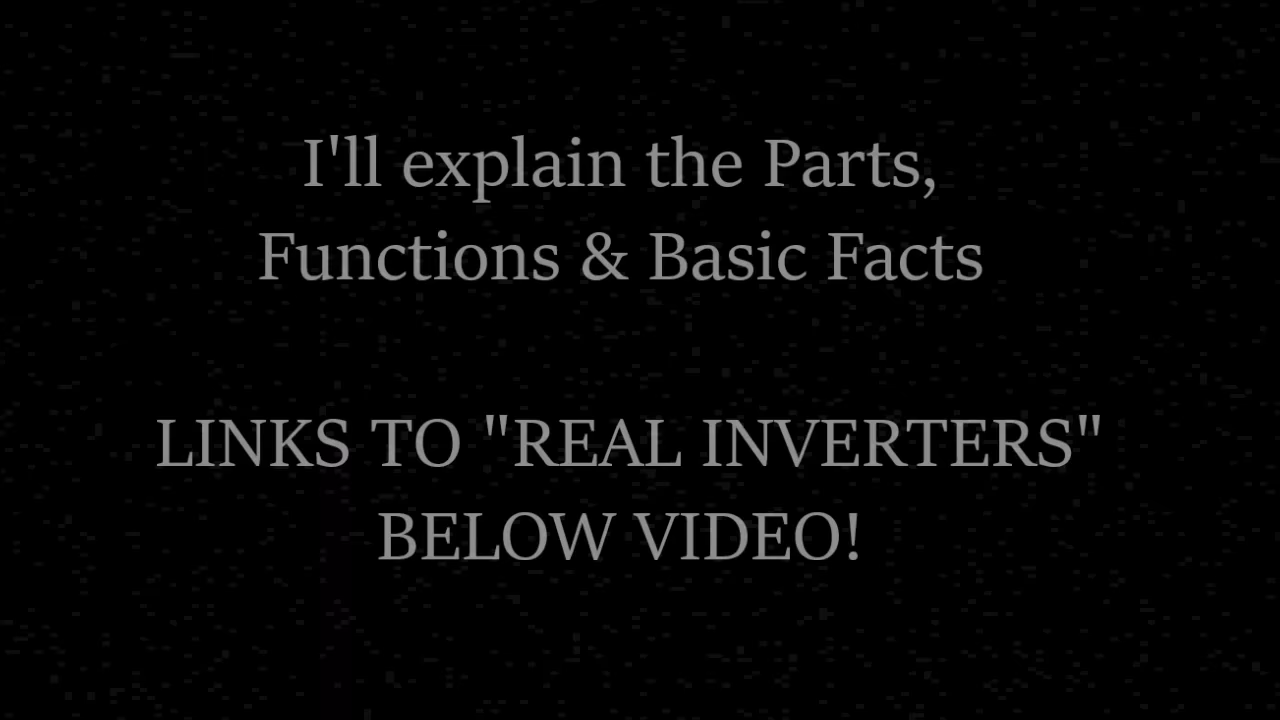 I'll explain the Parts,
Functions & Basic Facts
LINKS TO "REAL INVERTERS"
BELOW VIDEO!